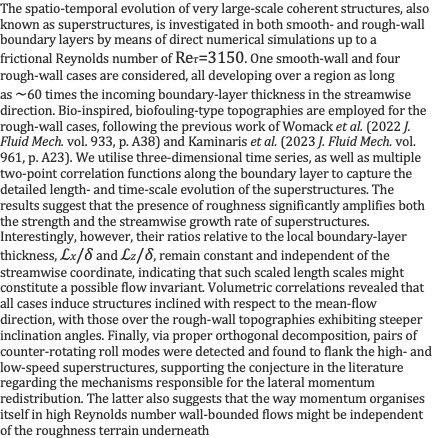 The spatio-temporal evolution of very large-scale coherent structures, also
known as superstructures, is investigated in both smooth- and rough-wall
boundary layers by means of direct numerical simulations up to a
frictional Reynolds number of Reτ=3150. One smooth-wall and four
rough-wall cases are considered, all developing over a region as long
as ∼60 times the incoming boundary-layer thickness in the streamwise
direction. Bio-inspired, biofouling-type topographies are employed for the
rough-wall cases, following the previous work of Womack et al. (2022 J.
Fluid Mech. vol. 933, p. A38) and Kaminaris et al. (2023 J. Fluid Mech. vol.
961, p. A23). We utilise three-dimensional time series, as well as multiple
two-point correlation functions along the boundary layer to capture the
detailed length- and time-scale evolution of the superstructures. The
results suggest that the presence of roughness significantly amplifies both
the strength and the streamwise growth rate of superstructures.
Interestingly, however, their ratios relative to the local boundary-layer
thickness, ℒx/δ and ℒz/δ, remain constant and independent of the
streamwise coordinate, indicating that such scaled length scales might
constitute a possible flow invariant. Volumetric correlations revealed that
all cases induce structures inclined with respect to the mean-flow
direction, with those over the rough-wall topographies exhibiting steeper
inclination angles. Finally, via proper orthogonal decomposition, pairs of
counter-rotating roll modes were detected and found to flank the high- and
low-speed superstructures, supporting the conjecture in the literature
regarding the mechanisms responsible for the lateral momentum
redistribution. The latter also suggests that the way momentum organises
itself in high Reynolds number wall-bounded flows might be independent
of the roughness terrain underneath